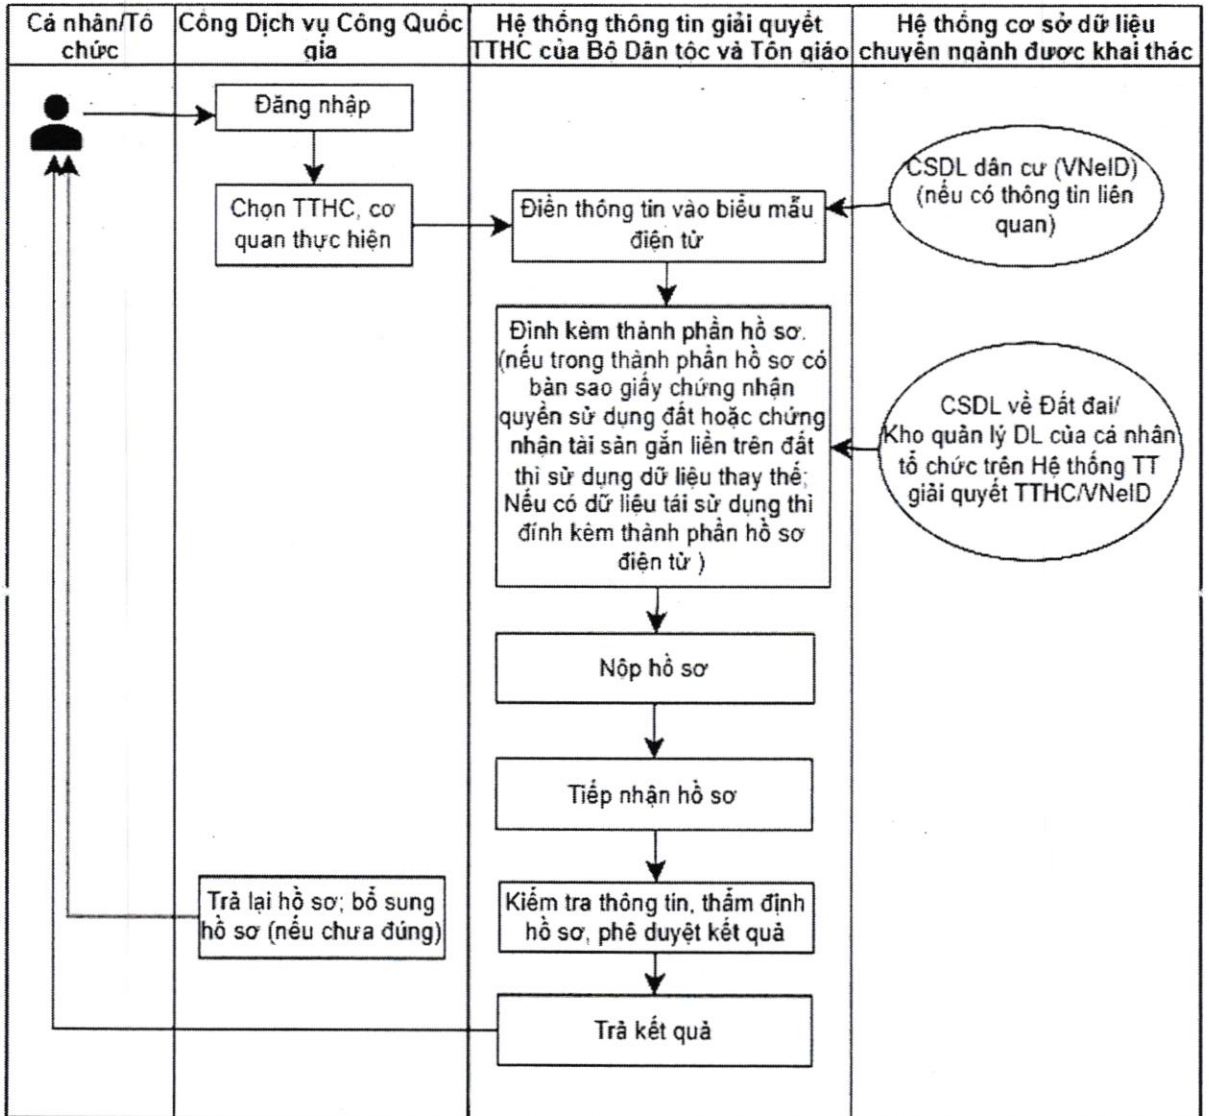 Cá nhân/Tổ
chức
Cổng Dịch vụ Công Quốc
gia
Hệ thống thông tin giải quyết
TTHC của Bộ Dân tộc và Tôn giáo
Hệ thống cơ sở dữ liệu
chuyên ngành được khai thác
Đăng nhập
Chọn TTHC, cơ
quan thực hiện
Điền thông tin vào biểu mẫu
điện tử
CSDL dân cư (VNeID)
(nếu có thông tin liên
quan)
Đính kèm thành phần hồ sơ.
(nếu trong thành phần hồ sơ có
bản sao giấy chứng nhận
quyền sử dụng đất hoặc chứng
nhận tài sản gắn liền trên đất
thì sử dụng dữ liệu thay thế;
Nếu có dữ liệu tái sử dụng thì
đính kèm thành phần hồ sơ
điện tử )
CSDL về Đất đai/
Kho quản lý DL của cá nhân
tổ chức trên Hệ thống TT
giải quyết TTHC/VNeID
Nộp hồ sơ
Tiếp nhận hồ sơ
Trả lại hồ sơ; bổ sung
hồ sơ (nếu chưa đúng)
Kiểm tra thông tin, thẩm định
hồ sơ, phê duyệt kết quả
Trả kết quả